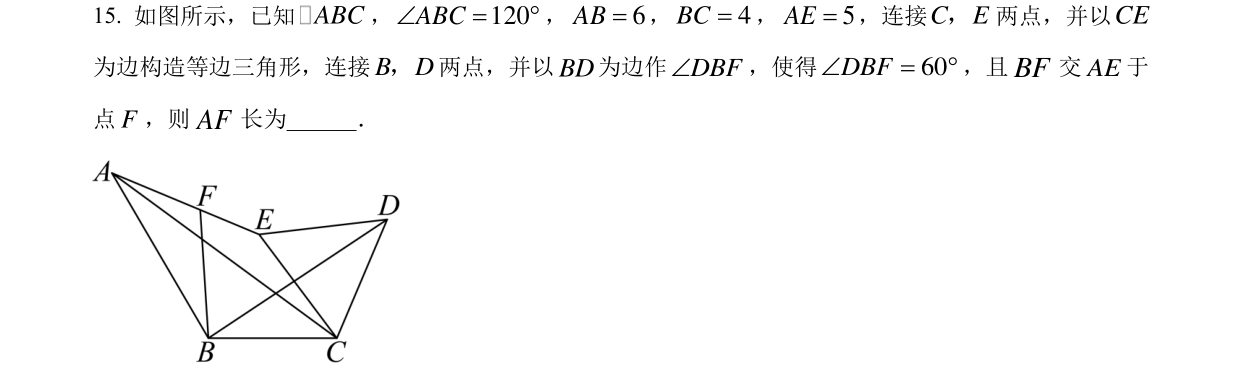 15. 如图所示，已知□ABC，∠ABC=120°，AB=6，BC=4，AE=5，连接C，E两点，并以CE
为边构造等边三角形，连接B，D两点，并以BD为边作∠DBF，使得∠DBF=60°，且BF交AE于
点F，则AF长为______．
A
F
E
D
B
C